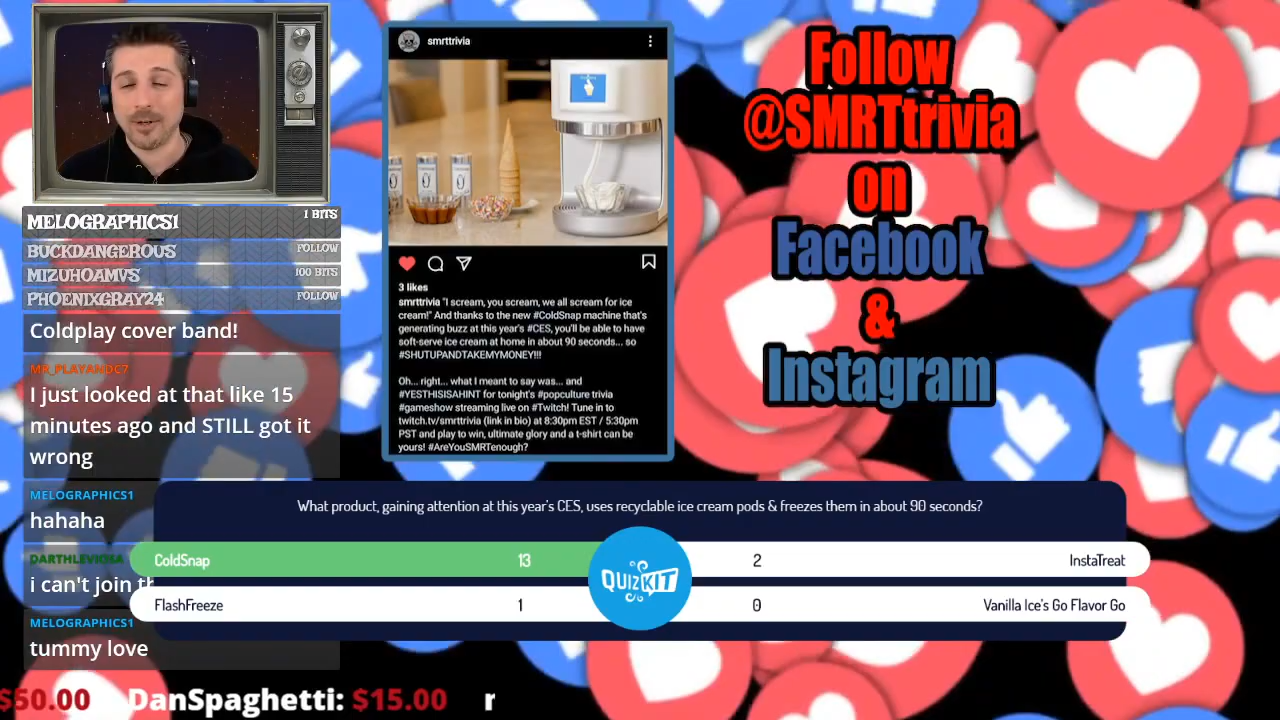 MELOGRAPHICS1 1 BITS
BUCKDANGEROUS FOLLOW
MIZUHOAMVS 100 BITS
PHOENIXGRAY24 FOLLOW
Coldplay cover band!
MR_PLAYANDC7
I just looked at that like 15
minutes ago and STILL got it
wrong
MELOGRAPHICS1
hahaha
i can't join th
MELOGRAPHICS1
tummy love
smrttrivia
3 likes
smrttrivia "I scream, you scream, we all scream for ice
cream!" And thanks to the new #ColdSnap machine that's
generating buzz at this year's #CES, you'll be able to have
soft-serve ice cream at home in about 90 seconds... so
#SHUTUPANDTAKEMYMONEY!!!
Oh... right... what I meant to say was... and
#YESTHISISAHINT for tonight's #popculture trivia
#gameshow streaming live on #Twitch! Tune in to
twitch.tv/smrttrivia (link in bio) at 8:30pm EST / 5:30pm
PST and play to win, ultimate glory and a t-shirt can be
yours! #AreYouSMRTenough?
Follow
@SMRTtrivia
on
Facebook
&
Instagram
What product, gaining attention at this year's CES, uses recyclable ice cream pods & freezes them in about 90 seconds?
ColdSnap 13
2 InstaTreat
FlashFreeze 1
0 Vanilla Ice's Go Flavor Go
QUIZKIT
$50.00 DanSpaghetti: $15.00 r